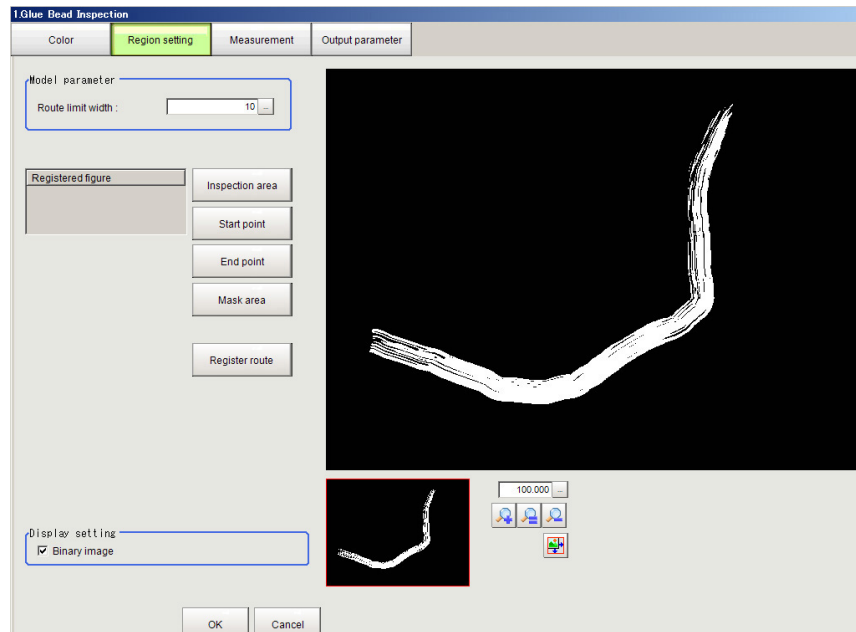 1.Glue Bead Inspection
Color Region setting Measurement Output parameter
Model parameter
Route limit width : 10 ...
Registered figure
Inspection area
Start point
End point
Mask area
Register route
100.000 ...
Display setting
Binary image
OK Cancel